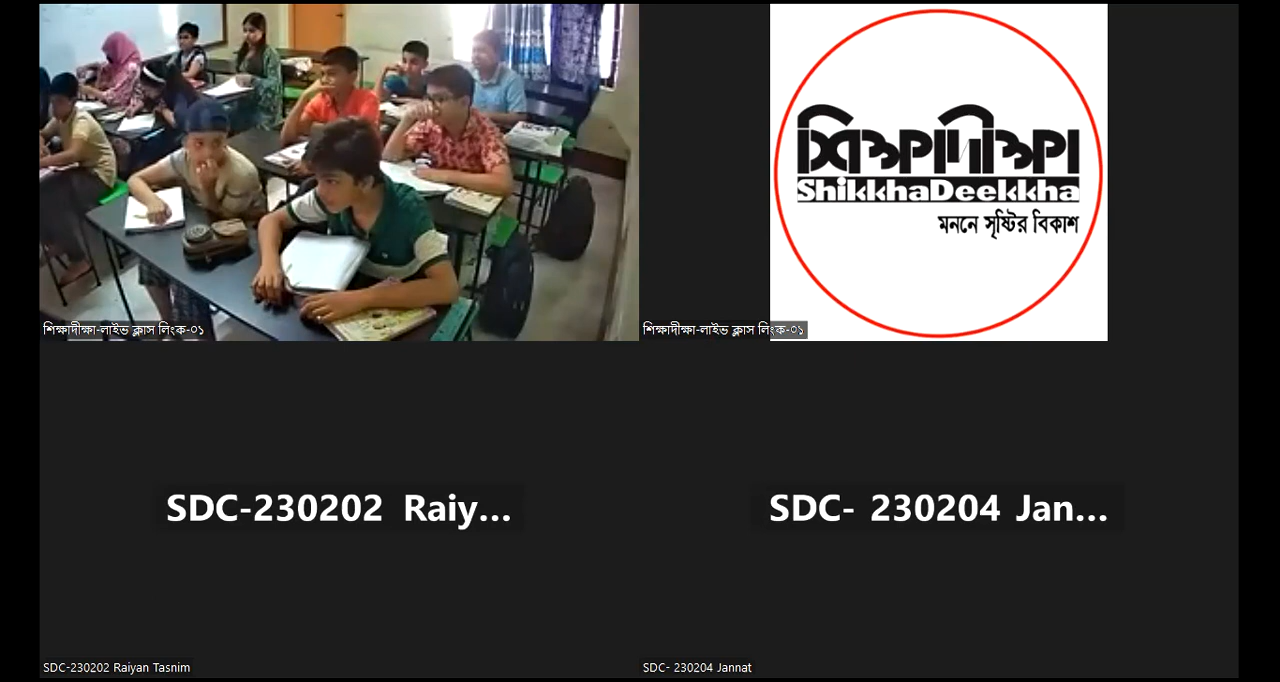 শিক্ষাদীক্ষা
ShikkhaDeekkha
মননে সৃষ্টির বিকাশ
শিক্ষাদীক্ষা-লাইভ ক্লাস লিংক-০১
শিক্ষাদীক্ষা-লাইভ ক্লাস লিংক-০১
SDC-230202 Raiy...
SDC- 230204 Jan...
SDC-230202 Raiyan Tasnim
SDC- 230204 Jannat